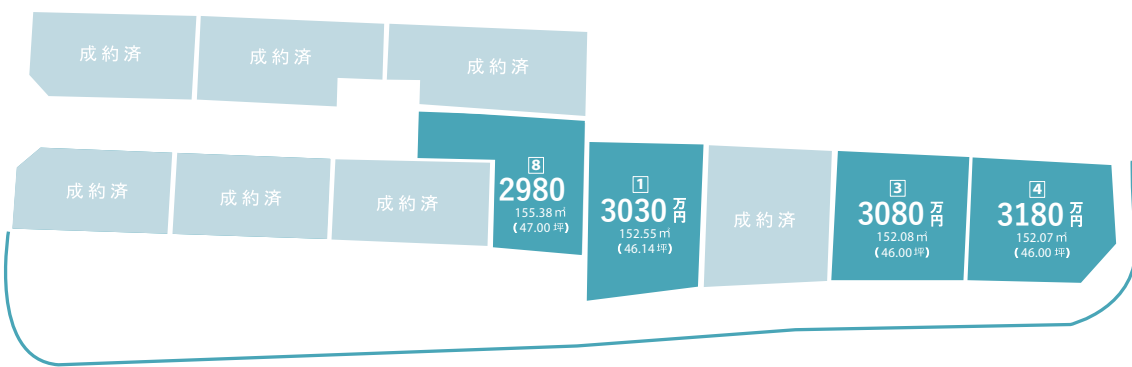 成約済
成約済
成約済
成約済
成約済
成約済
8
2980
155.38㎡
(47.00坪)
1
3030万円
152.55㎡
(46.14坪)
成約済
3
3080万円
152.08㎡
(46.00坪)
4
3180万円
152.07㎡
(46.00坪)